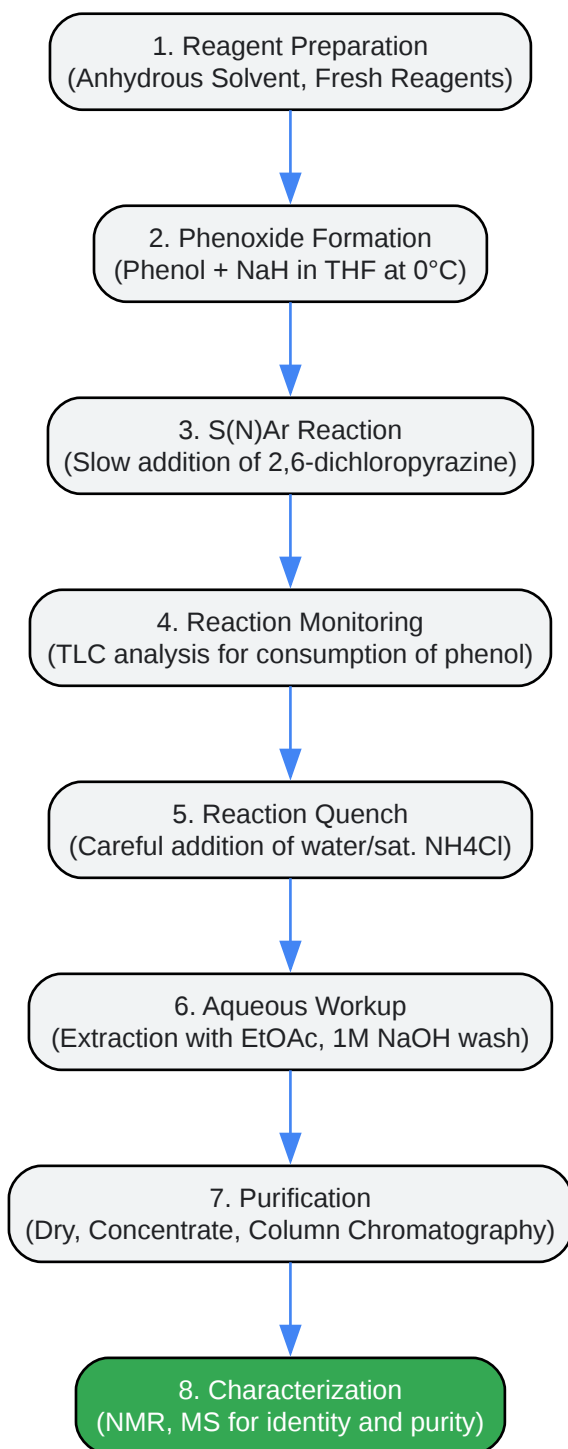 1. Reagent Preparation
(Anhydrous Solvent, Fresh Reagents)
2. Phenoxide Formation
(Phenol + NaH in THF at 0°C)
3. S(N)Ar Reaction
(Slow addition of 2,6-dichloropyrazine)
4. Reaction Monitoring
(TLC analysis for consumption of phenol)
5. Reaction Quench
(Careful addition of water/sat. NH4Cl)
6. Aqueous Workup
(Extraction with EtOAc, 1M NaOH wash)
7. Purification
(Dry, Concentrate, Column Chromatography)
8. Characterization
(NMR, MS for identity and purity)